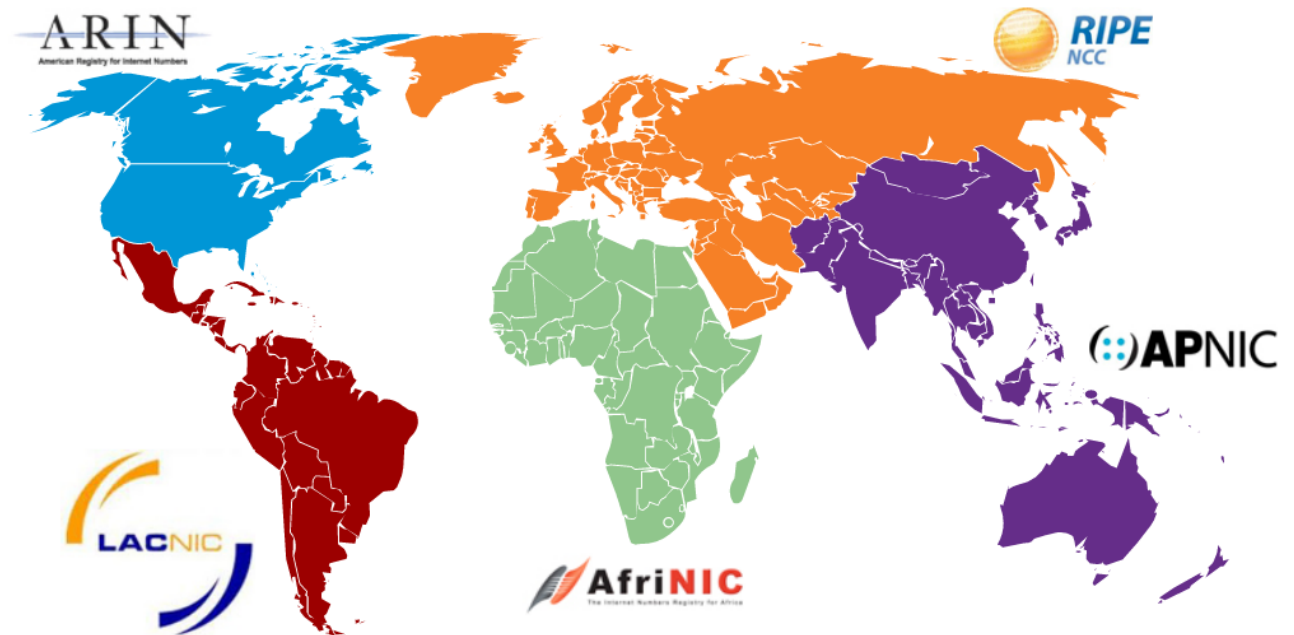 ARIN
American Registry for Internet Numbers
RIPE
NCC
APNIC
LACNIC
AfriNIC
The Internet Numbers Registry for Africa